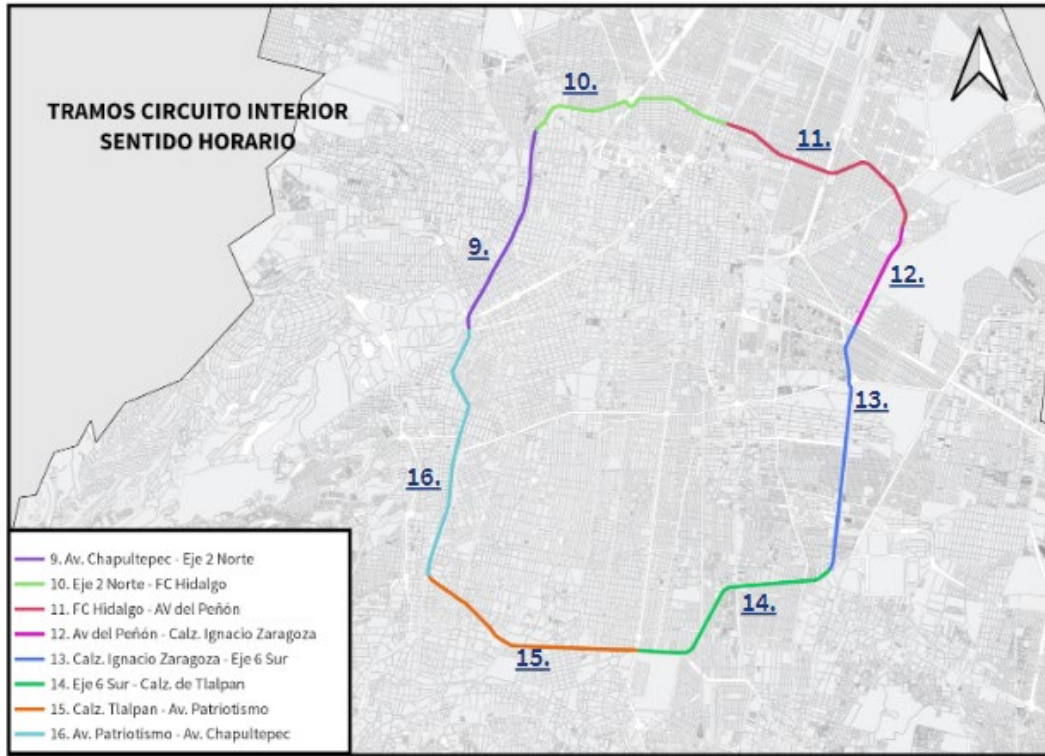 TRAMOS CIRCUITO INTERIOR
SENTIDO HORARIO
10.
11.
9.
12.
13.
16.
14.
15.
9. Av. Chapultepec - Eje 2 Norte
10. Eje 2 Norte - FC Hidalgo
11. FC Hidalgo - AV del Peñón
12. Av del Peñón - Calz. Ignacio Zaragoza
13. Calz. Ignacio Zaragoza - Eje 6 Sur
14. Eje 6 Sur - Calz. de Tlalpan
15. Calz. Tlalpan - Av. Patriotismo
16. Av. Patriotismo - Av. Chapultepec